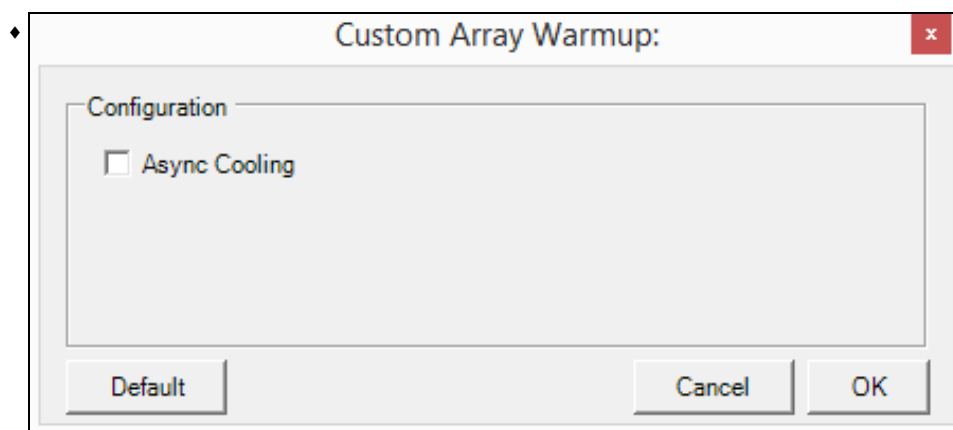 Custom Array Warmup:
x
Configuration
Async Cooling
Default Cancel OK